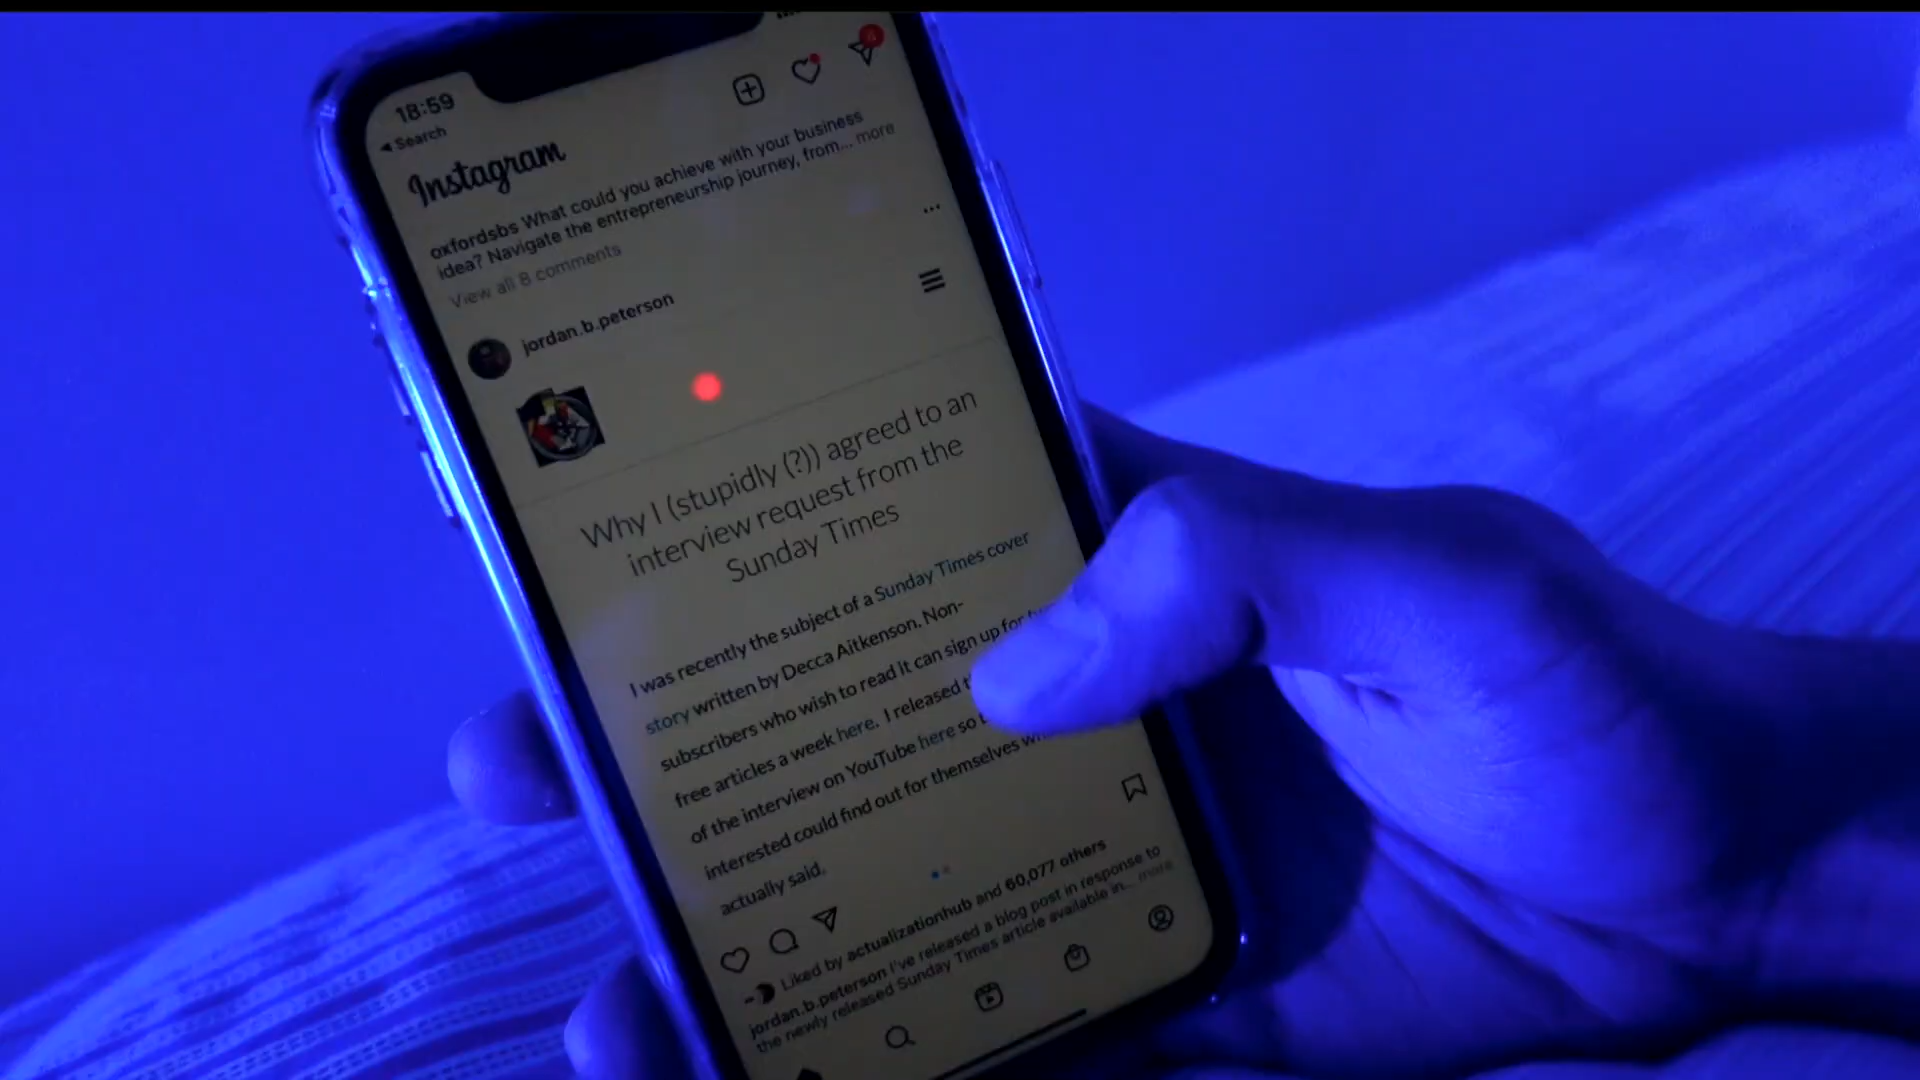 18:59
◀ Search
Instagram
4
oxfordsbs What could you achieve with your business
idea? Navigate the entrepreneurship journey, from... more
View all 8 comments
jordan.b.peterson
Why I (stupidly (?)) agreed to an
interview request from the
Sunday Times
I was recently the subject of a Sunday Times cover
story written by Decca Aitkenson. Non-
subscribers who wish to read it can sign up for
free articles a week here. I released
of the interview on YouTube here so
interested could find out for themselves
actually said.
Liked by actualizationhub and 60,077 others
jordan.b.peterson I've released a blog post in response to
the newly released Sunday Times article available in... more